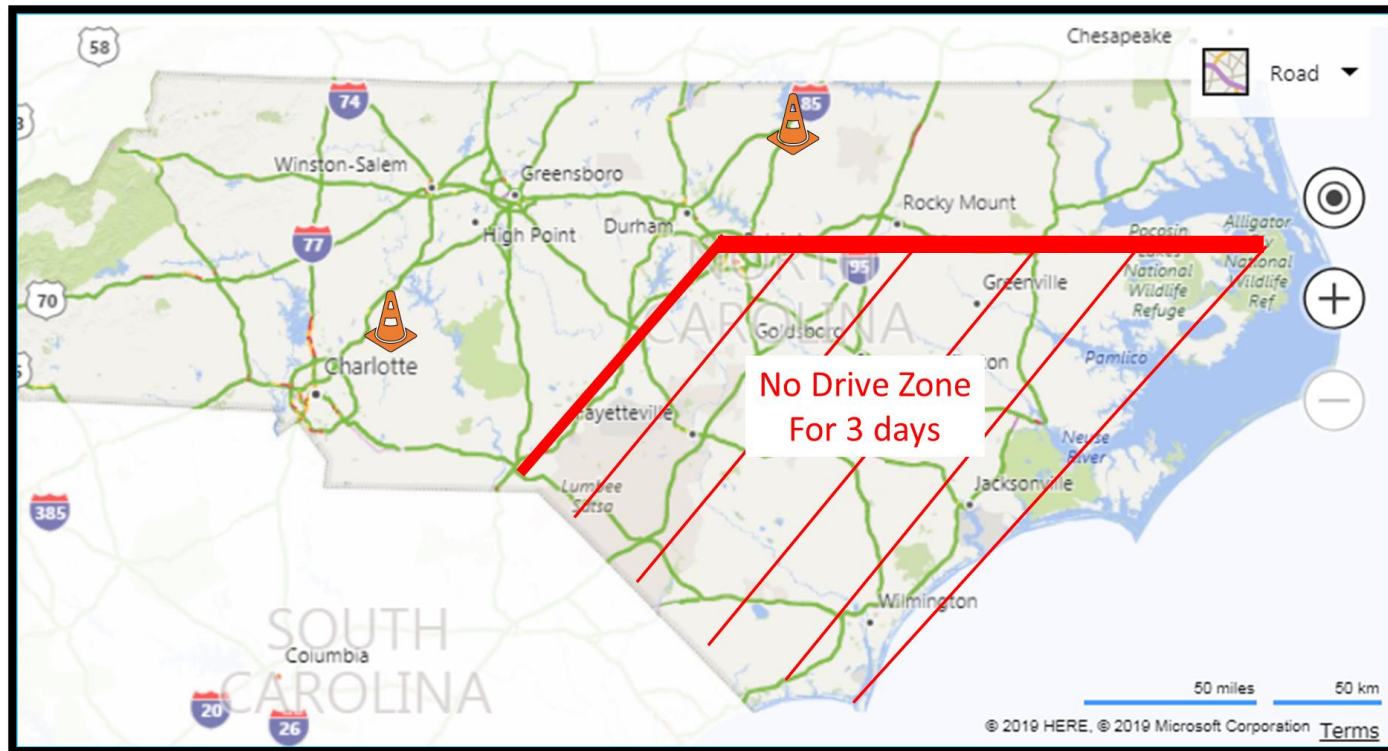 58
Chesapeake
Road
74
85
Winston-Salem
Greensboro
Durham
Rocky Mount
High Point
77
70
95
NORTH
CAROLINA
Pocosin
Lakes
National
Wildlife
Refuge
Alligator
National
Wildlife
Ref
Greenville
Goldsboro
Pamlico
Charlotte
No Drive Zone
For 3 days
Neuse
River
Jacksonville
Lumbee
385
Wilmington
SOUTH
CAROLINA
Columbia
20
26
50 miles
50 km
© 2019 HERE, © 2019 Microsoft Corporation
Terms